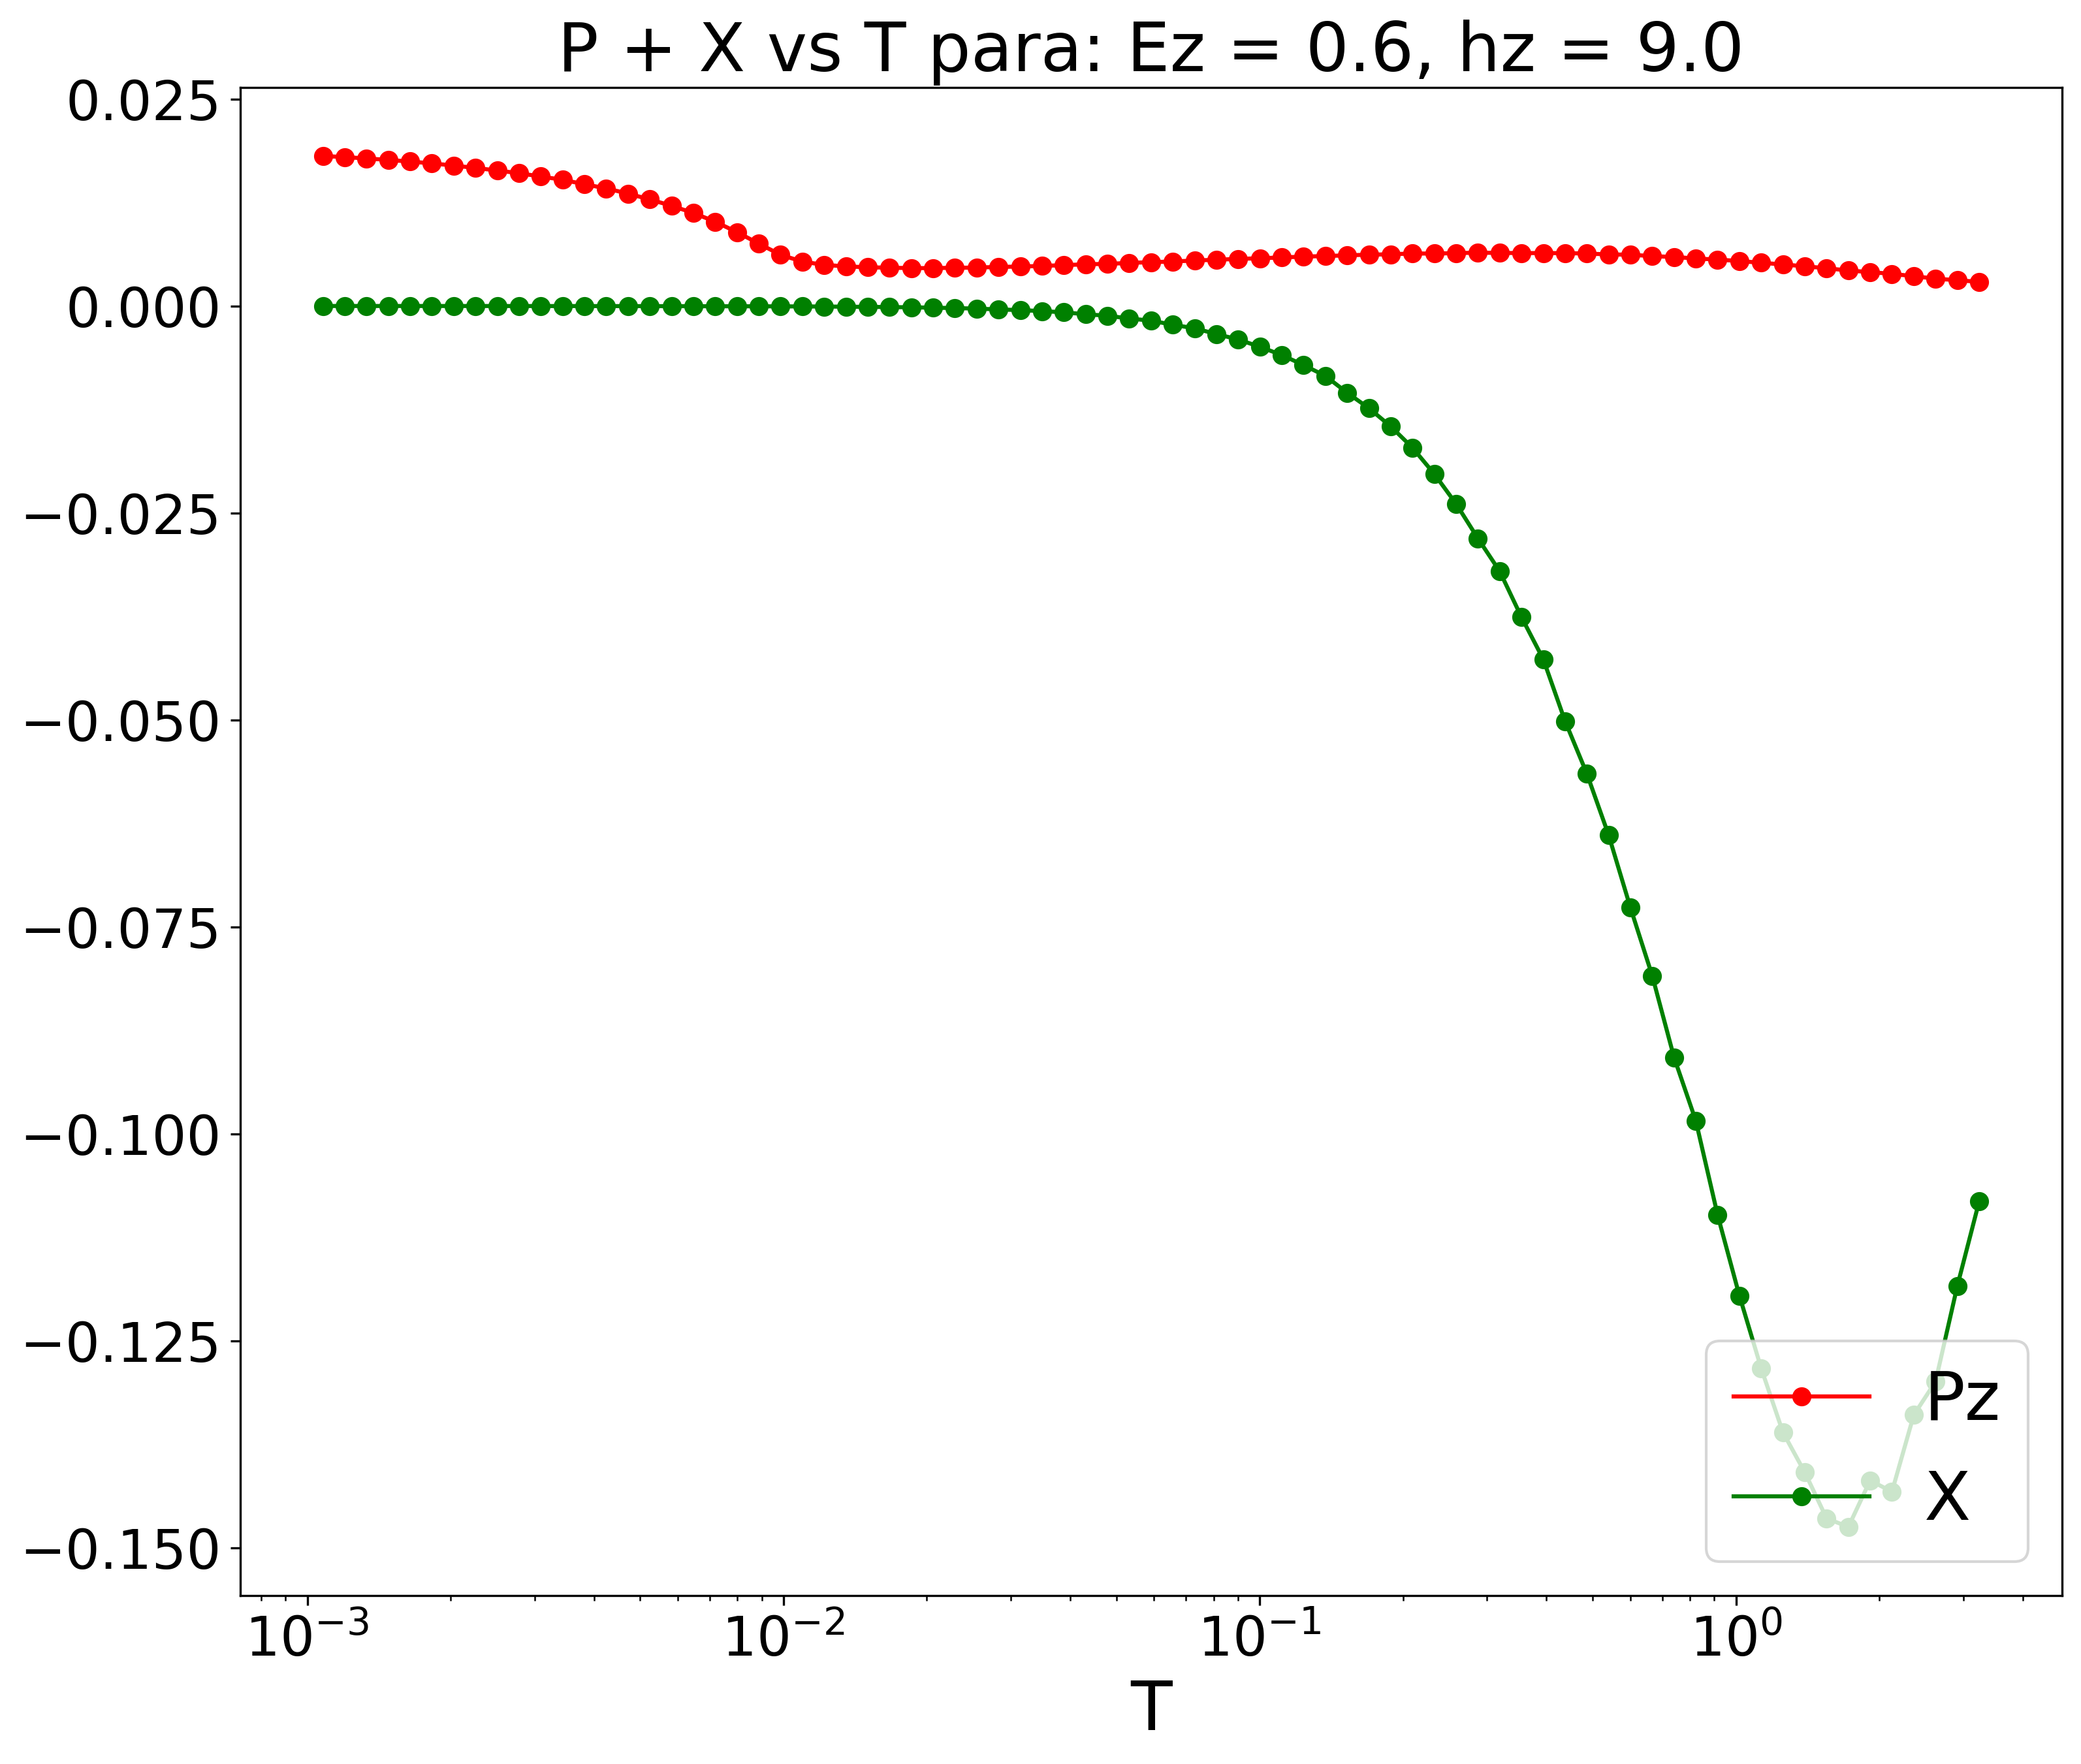 P + X vs T para: Ez = 0.6, hz = 9.0
0.025
0.000
−0.025
−0.050
−0.075
−0.100
−0.125
−0.150
Pz
X
10⁻³ 10⁻² 10⁻¹ 10⁰
T